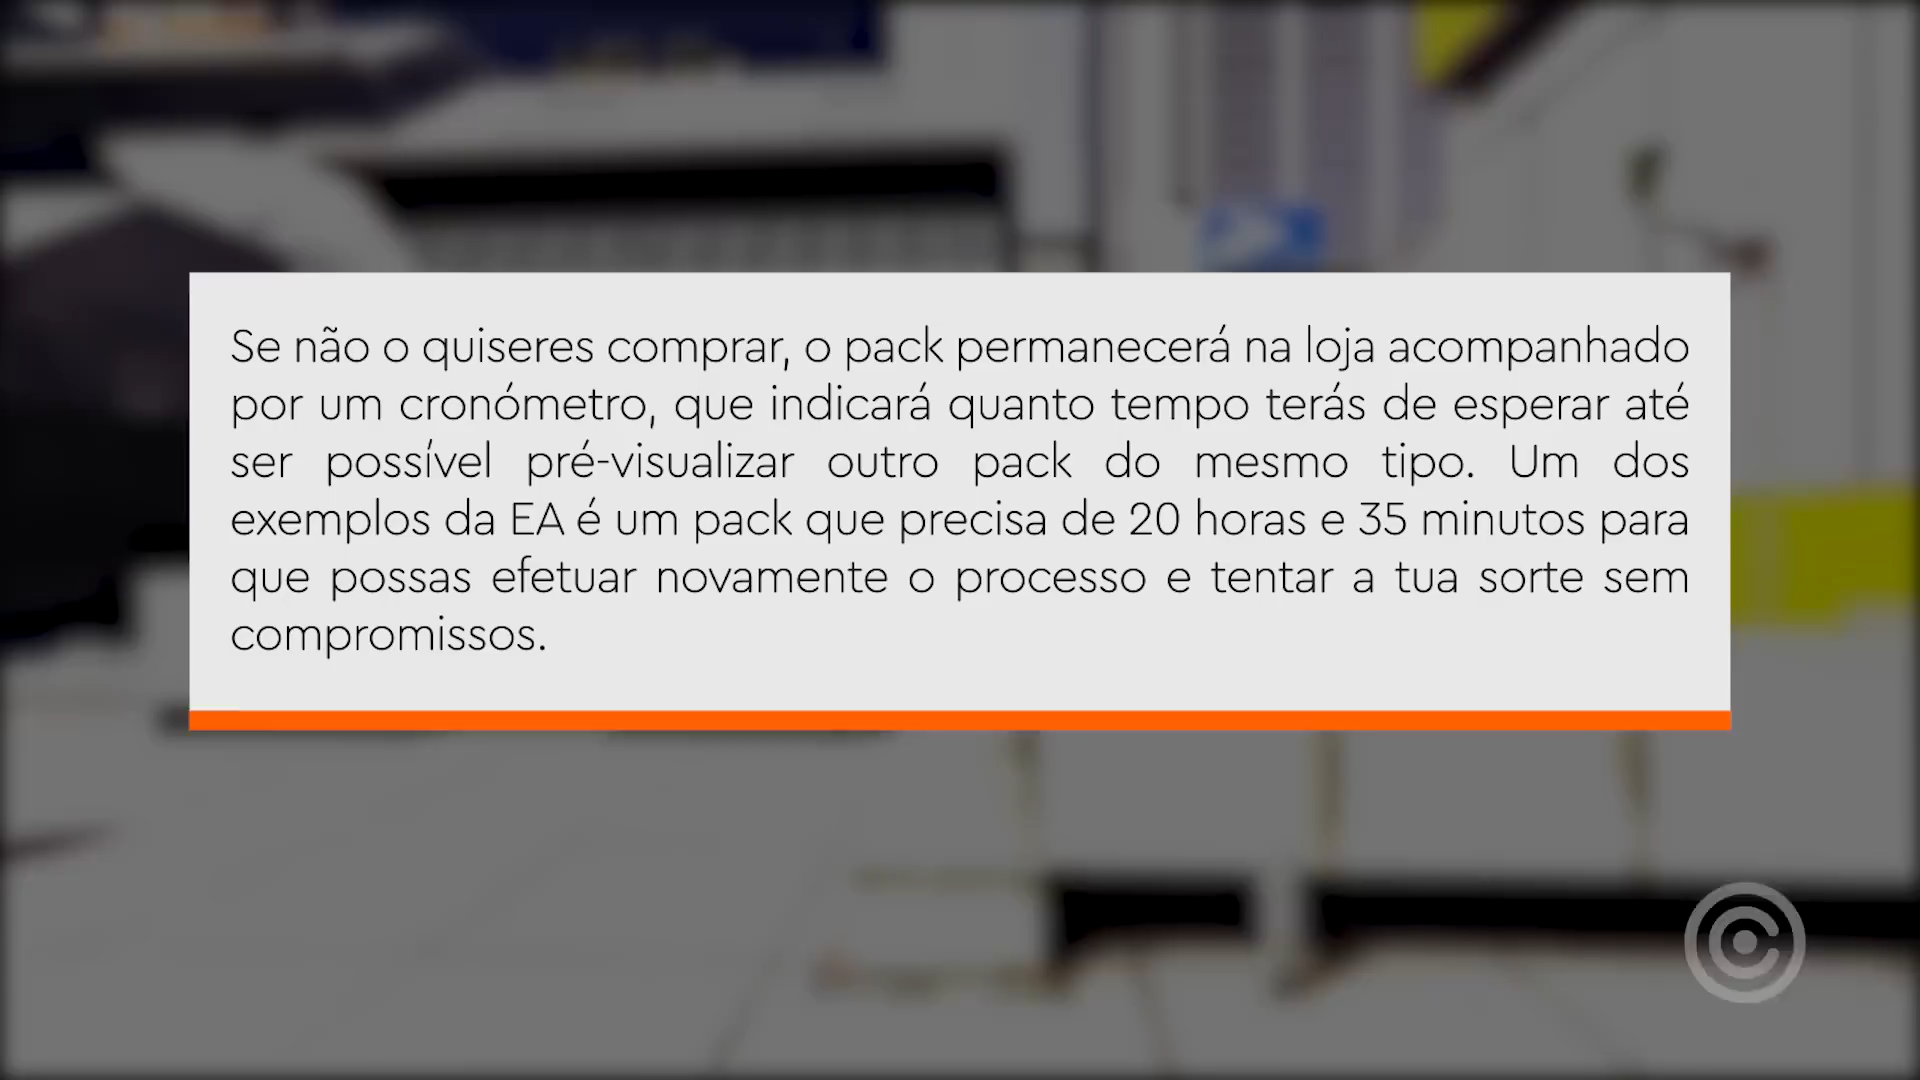 Se não o quiseres comprar, o pack permanecerá na loja acompanhado
por um cronómetro, que indicará quanto tempo terás de esperar até
ser possível pré-visualizar outro pack do mesmo tipo. Um dos
exemplos da EA é um pack que precisa de 20 horas e 35 minutos para
que possas efetuar novamente o processo e tentar a tua sorte sem
compromissos.